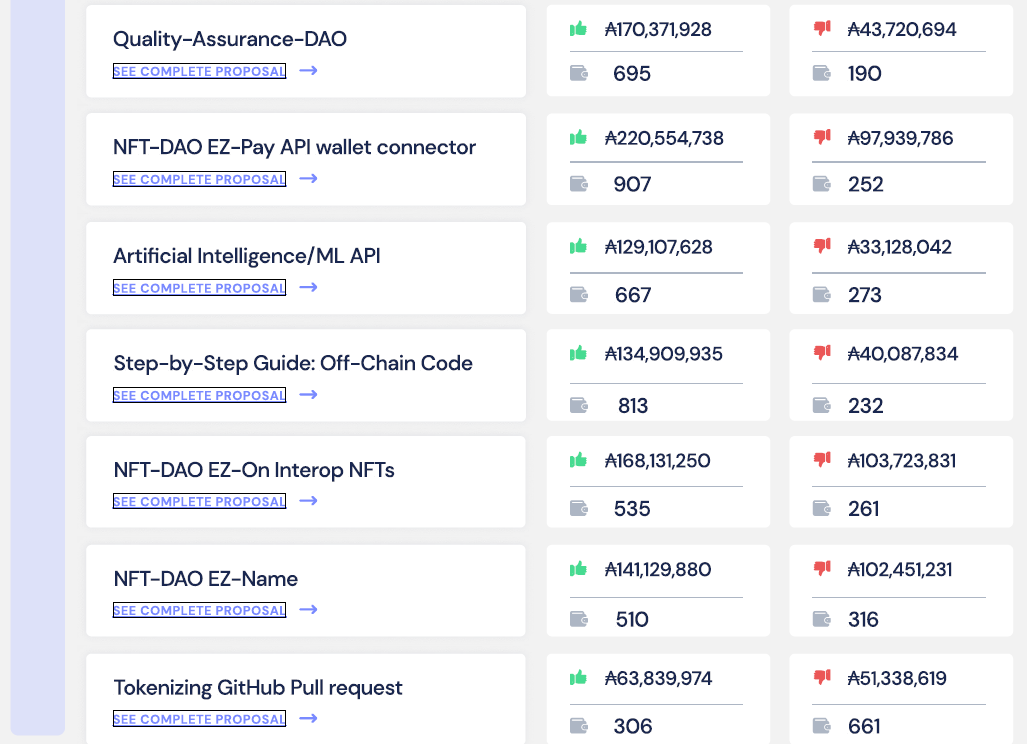 Quality-Assurance-DAO
SEE COMPLETE PROPOSAL →
₳170,371,928
695
₳43,720,694
190
NFT-DAO EZ-Pay API wallet connector
SEE COMPLETE PROPOSAL →
₳220,554,738
907
₳97,939,786
252
Artificial Intelligence/ML API
SEE COMPLETE PROPOSAL →
₳129,107,628
667
₳33,128,042
273
Step-by-Step Guide: Off-Chain Code
SEE COMPLETE PROPOSAL →
₳134,909,935
813
₳40,087,834
232
NFT-DAO EZ-On Interop NFTs
SEE COMPLETE PROPOSAL →
₳168,131,250
535
₳103,723,831
261
NFT-DAO EZ-Name
SEE COMPLETE PROPOSAL →
₳141,129,880
510
₳102,451,231
316
Tokenizing GitHub Pull request
SEE COMPLETE PROPOSAL →
₳63,839,974
306
₳51,338,619
661